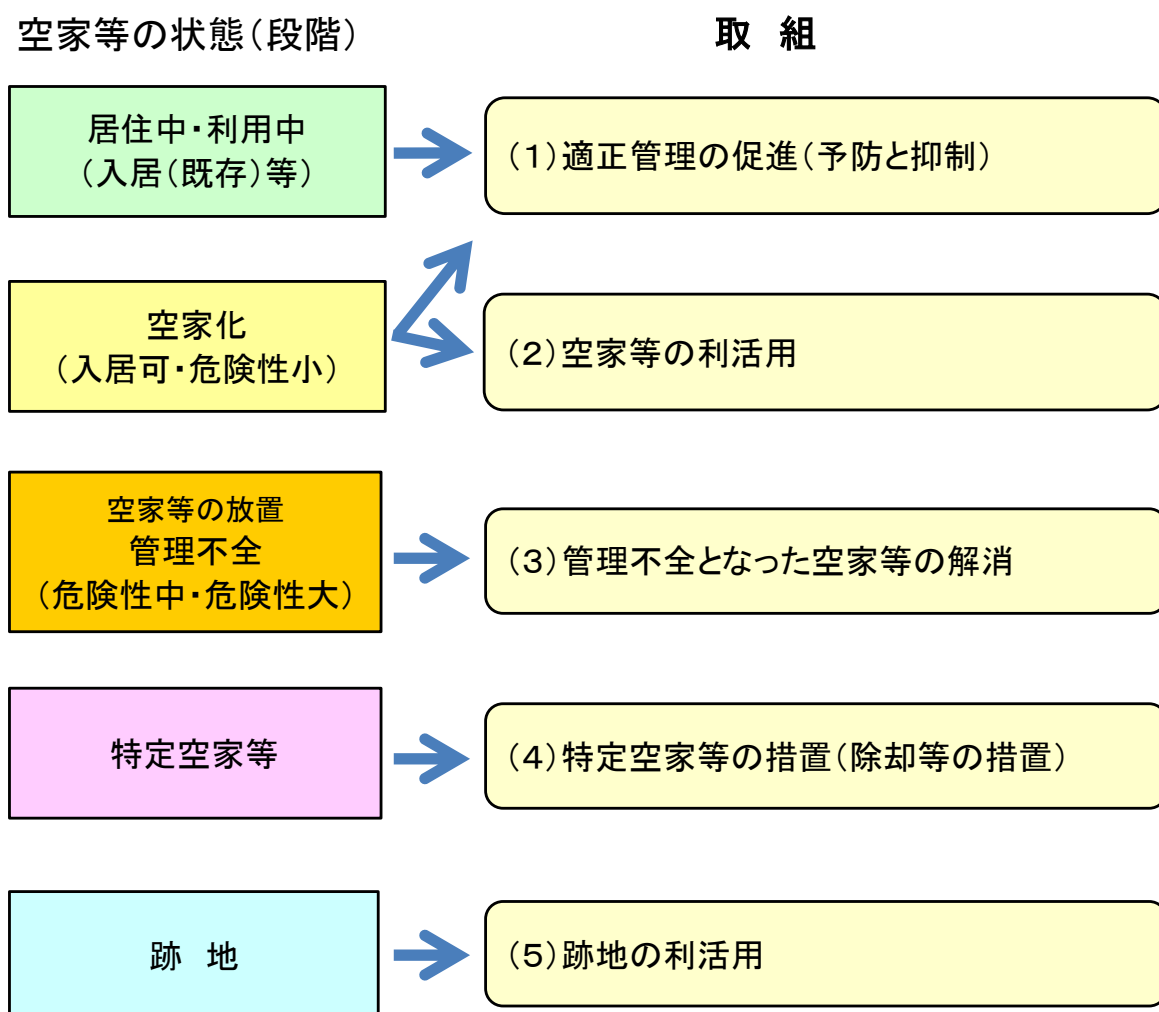 空家等の状態(段階)
取 組
居住中・利用中
(入居(既存)等)
(1)適正管理の促進(予防と抑制)
空家化
(入居可・危険性小)
(2)空家等の利活用
空家等の放置
管理不全
(危険性中・危険性大)
(3)管理不全となった空家等の解消
特定空家等
(4)特定空家等の措置(除却等の措置)
跡 地
(5)跡地の利活用